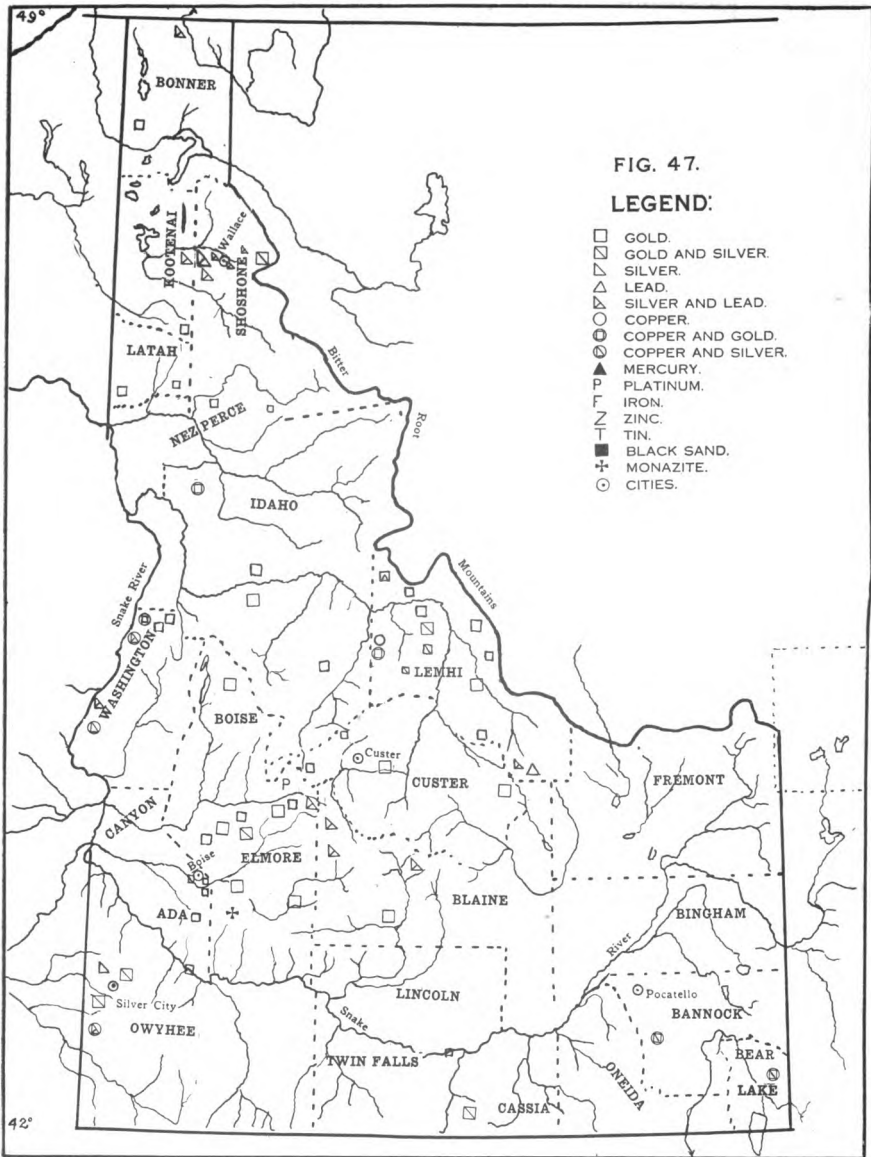 49°
BONNER
FIG. 47.
LEGEND:
GOLD.
GOLD AND SILVER.
SILVER.
LEAD.
SILVER AND LEAD.
COPPER.
COPPER AND GOLD.
COPPER AND SILVER.
MERCURY.
P PLATINUM.
F IRON.
Z ZINC.
T TIN.
BLACK SAND.
MONAZITE.
CITIES.
KOOTENAI
Wallace
SHOSHONE
LATAH
Bitter
Root
NEZ PERCE
IDAHO
Snake River
Mountains
WASHINGTON
LEMHI
BOISE
Custer
P
CUSTER
FREMONT
CANYON
Boise
ELMORE
BLAINE
ADA
BINGHAM
River
Silver City
LINCOLN
Pocatello
BANNOCK
OWYHEE
Snake
TWIN FALLS
ONEIDA
BEAR
LAKE
CASSIA
42°